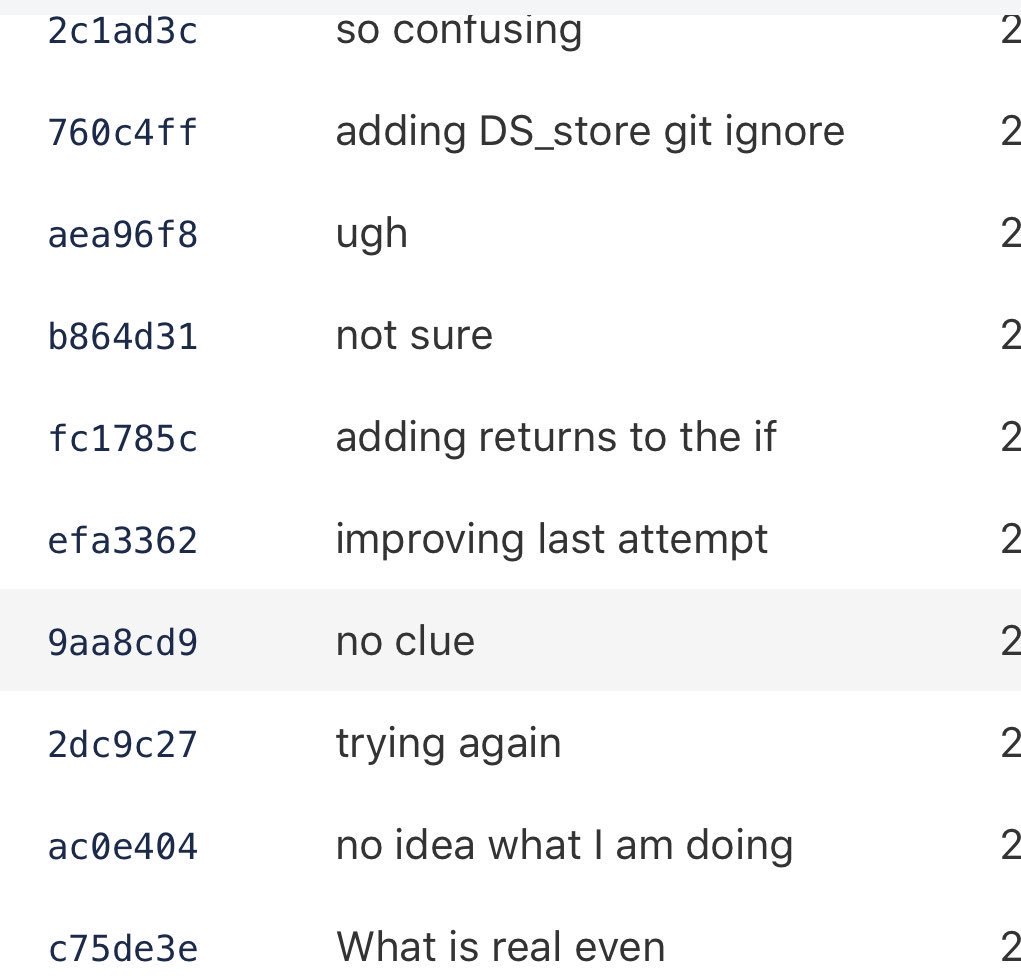 2c1ad3c so confusing 2
760c4ff adding DS_store git ignore 2
aea96f8 ugh 2
b864d31 not sure 2
fc1785c adding returns to the if 2
efa3362 improving last attempt 2
9aa8cd9 no clue 2
2dc9c27 trying again 2
ac0e404 no idea what I am doing 2
c75de3e What is real even 2